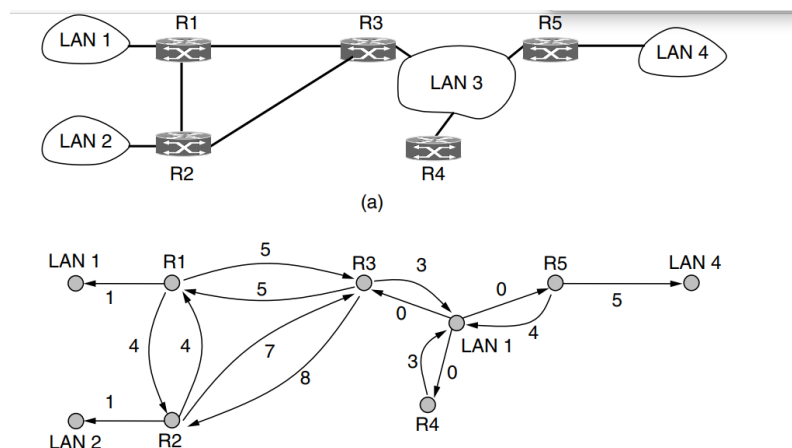 R1 R3 R5
LAN 1 LAN 4
LAN 3
LAN 2
R2 R4
(a)
5
LAN 1 R1 R3 3 R5 LAN 4
0
1 5 0 5
4
LAN 1
4 4 7 3 0
8
1 R4
LAN 2 R2